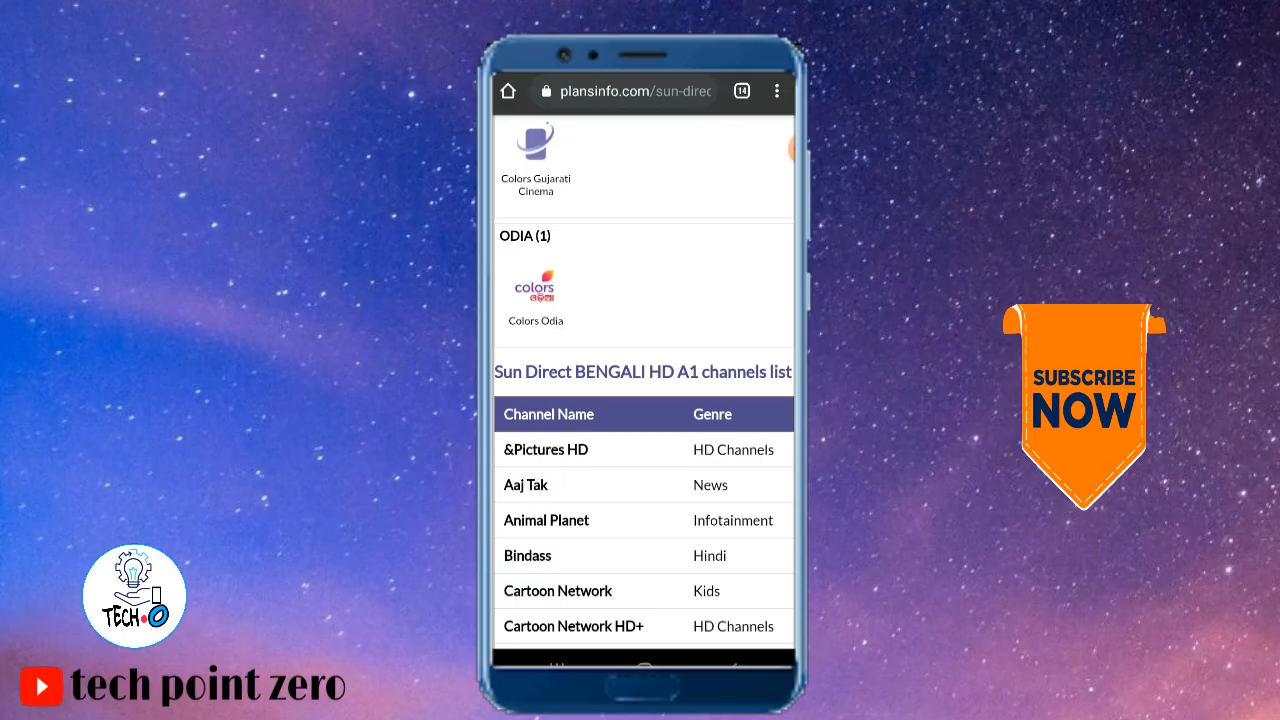 plansinfo.com/sun-direc
14
Colors Gujarati
Cinema
ODIA (1)
colors
ଓଡ଼ିଆ
Colors Odia
Sun Direct BENGALI HD A1 channels list
Channel Name Genre
&Pictures HD HD Channels
Aaj Tak News
Animal Planet Infotainment
Bindass Hindi
Cartoon Network Kids
Cartoon Network HD+ HD Channels
SUBSCRIBE
NOW
TECH.O
tech point zero